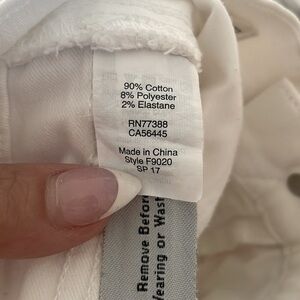 90% Cotton
8% Polyester
2% Elastane
RN77388
CA56445
Made in China
Style F9020
SP 17
Remove Before
Wearing or Wash